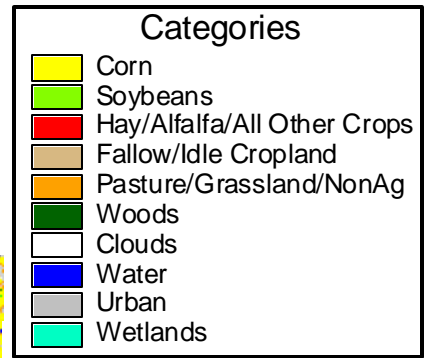 Categories
Corn
Soybeans
Hay/Alfalfa/All Other Crops
Fallow/Idle Cropland
Pasture/Grassland/NonAg
Woods
Clouds
Water
Urban
Wetlands